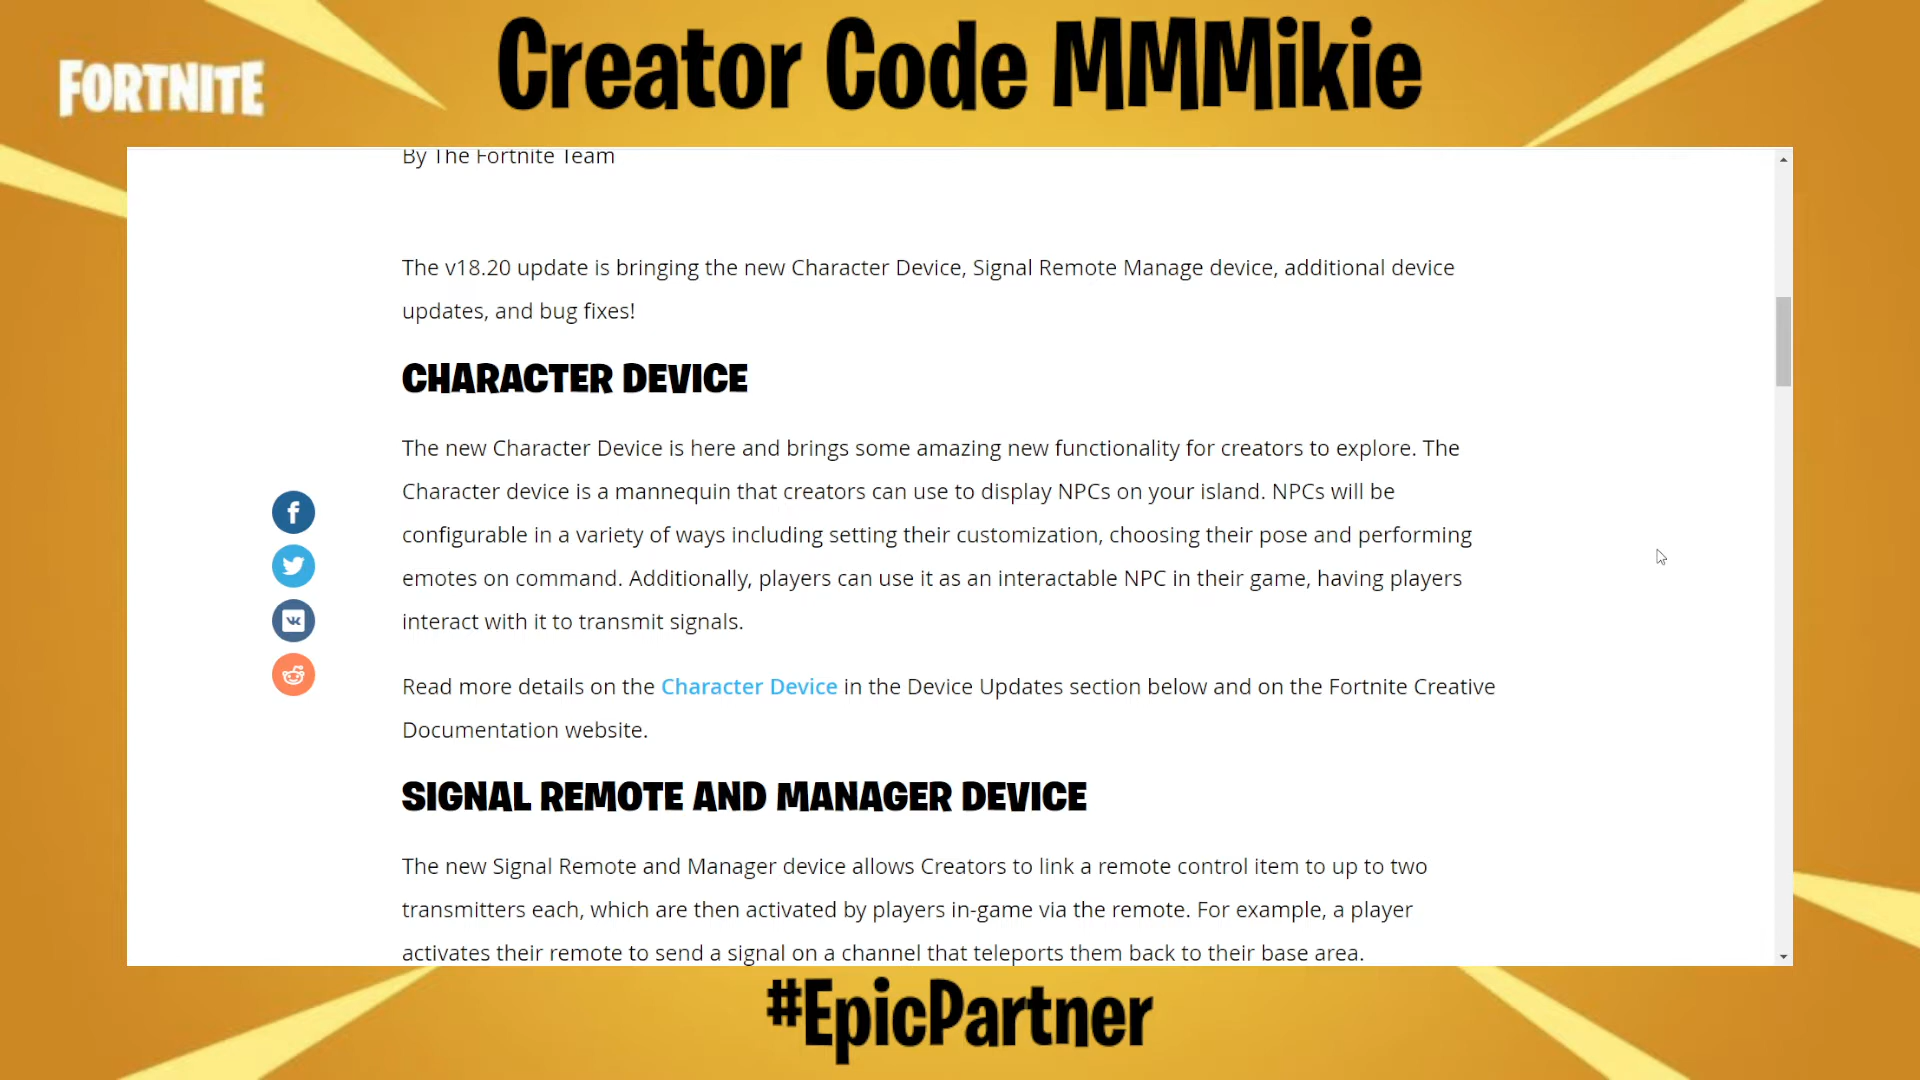 Creator Code MMMikie
FORTNITE
By The Fortnite Team
The v18.20 update is bringing the new Character Device, Signal Remote Manage device, additional device
updates, and bug fixes!
CHARACTER DEVICE
The new Character Device is here and brings some amazing new functionality for creators to explore. The
Character device is a mannequin that creators can use to display NPCs on your island. NPCs will be
configurable in a variety of ways including setting their customization, choosing their pose and performing
emotes on command. Additionally, players can use it as an interactable NPC in their game, having players
interact with it to transmit signals.
Read more details on the Character Device in the Device Updates section below and on the Fortnite Creative
Documentation website.
SIGNAL REMOTE AND MANAGER DEVICE
The new Signal Remote and Manager device allows Creators to link a remote control item to up to two
transmitters each, which are then activated by players in-game via the remote. For example, a player
activates their remote to send a signal on a channel that teleports them back to their base area.
#EpicPartner